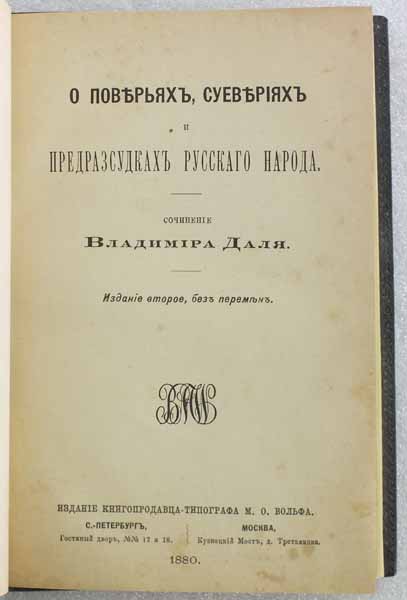 О ПОВѢРЬЯХЪ, СУЕВѢРІЯХЪ
И
ПРЕДРАЗСУДКАХЪ РУССКАГО НАРОДА.
СОЧИНЕНІЕ
ВЛАДИМІРА ДАЛЯ.
Изданіе второе, безъ перемѣнъ.
ИЗДАНІЕ КНИГОПРОДАВЦА-ТИПОГРАФА М. О. ВОЛЬФА.
С.-ПЕТЕРБУРГЪ,
Гостиный дворъ, №№ 17 и 18.
МОСКВА,
Кузнецкій Мостъ, д. Третьякова.
1880.